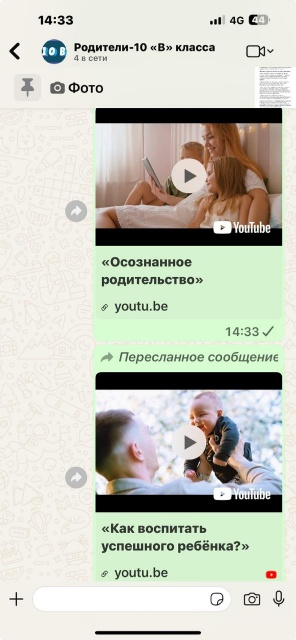 14:33
4G 44
Родители-10 «В» класса
4 в сети
Фото
YouTube
«Осознанное
родительство»
youtu.be
14:33
Пересланное сообщение
YouTube
«Как воспитать
успешного ребёнка?»
youtu.be